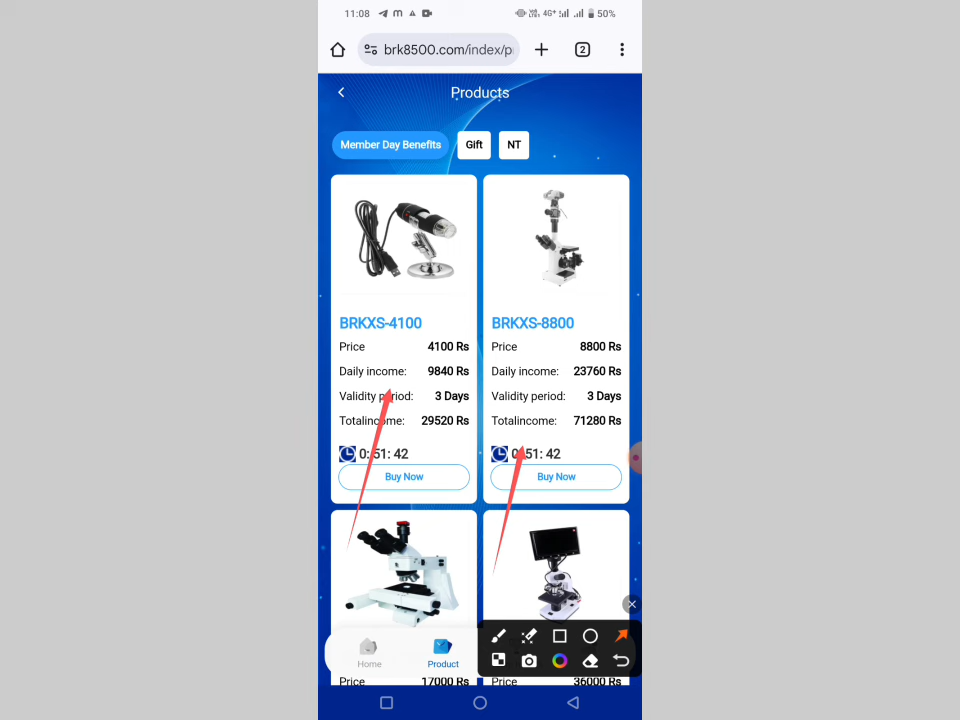 11:08 50%
4G+
brk8500.com/index/p
2
Products
Member Day Benefits Gift NT
BRKXS-4100
Price 4100 Rs
Daily income: 9840 Rs
Validity period: 3 Days
Totalincome: 29520 Rs
0: 51: 42
Buy Now
BRKXS-8800
Price 8800 Rs
Daily income: 23760 Rs
Validity period: 3 Days
Totalincome: 71280 Rs
0: 51: 42
Buy Now
Home Product
Price 17000 Rs
Price 36000 Rs